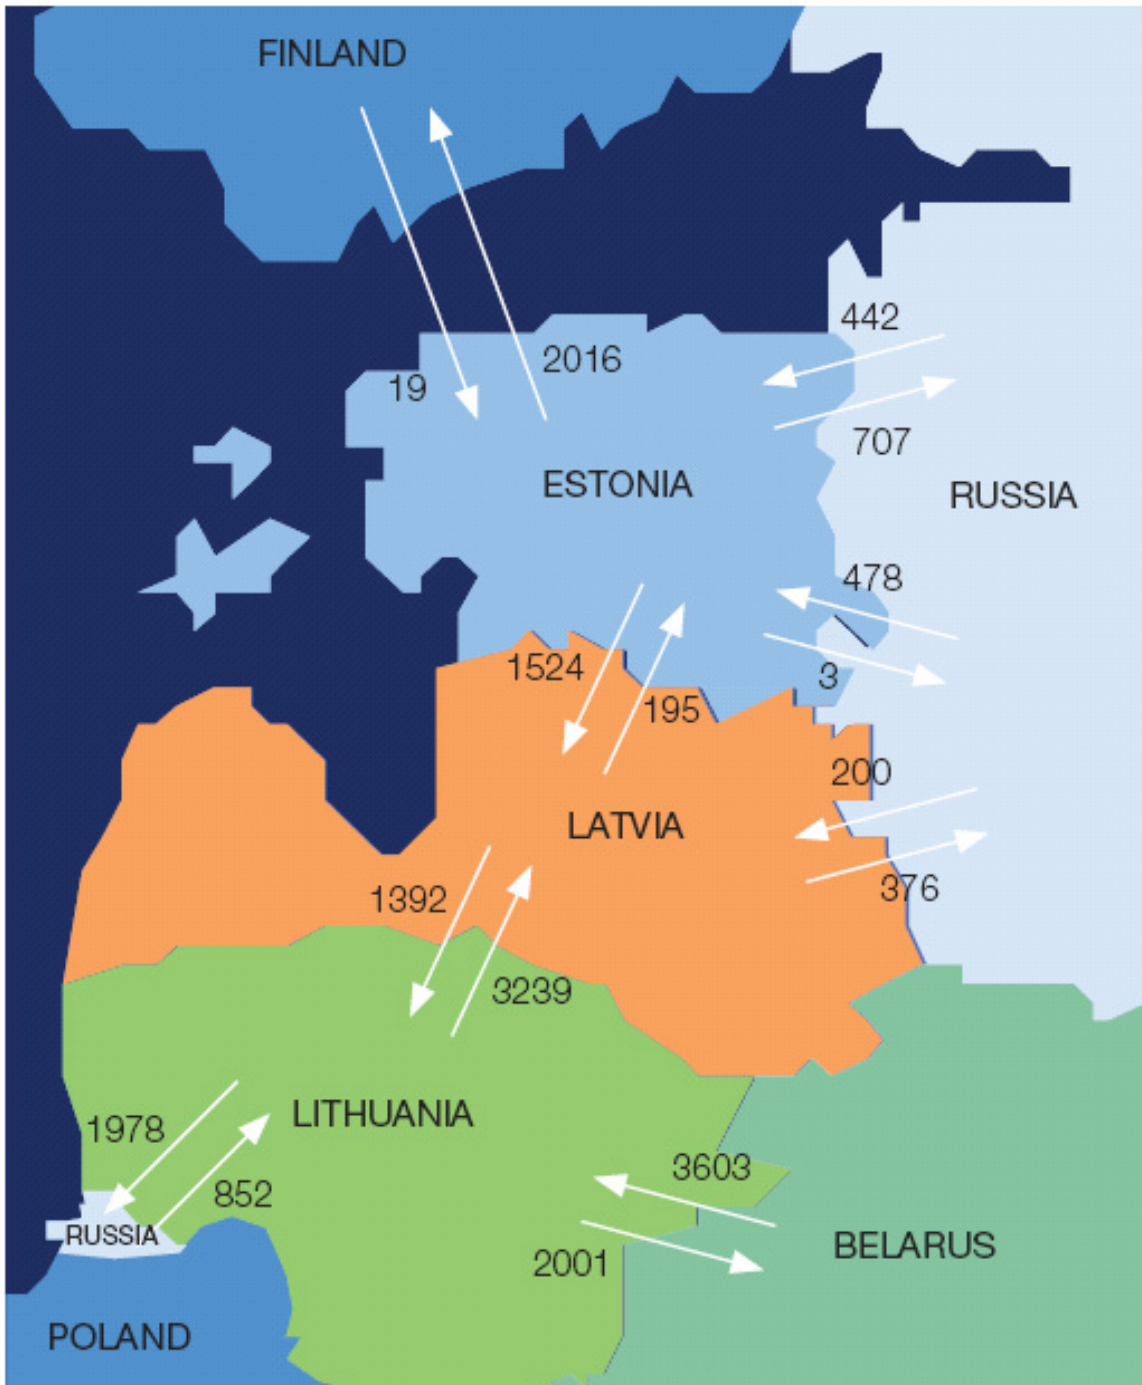 FINLAND
442
2016
19
707
ESTONIA
RUSSIA
478
1524
3
195
200
LATVIA
376
1392
3239
LITHUANIA
1978
3603
852
RUSSIA
BELARUS
2001
POLAND